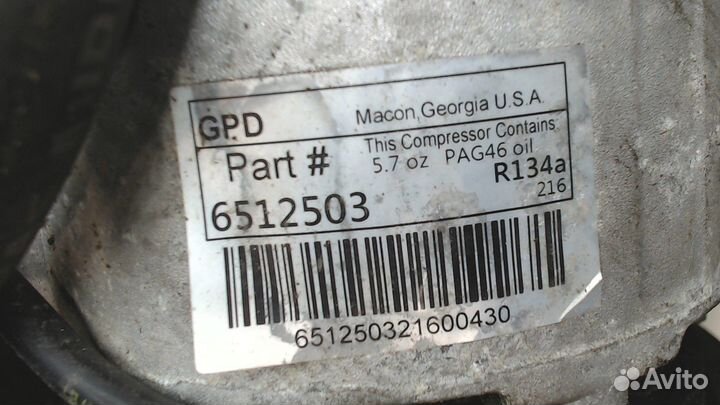 GPD
Macon, Georgia U.S.A.
Part #
This Compressor Contains
5.7 oz PAG46 oil
R134a
6512503
216
651250321600430
Avito